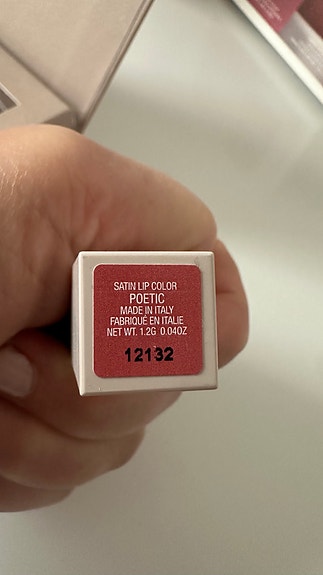 SATIN LIP COLOR
POETIC
MADE IN ITALY
FABRIQUÉ EN ITALIE
NET WT. 1.2G 0.04OZ
12132